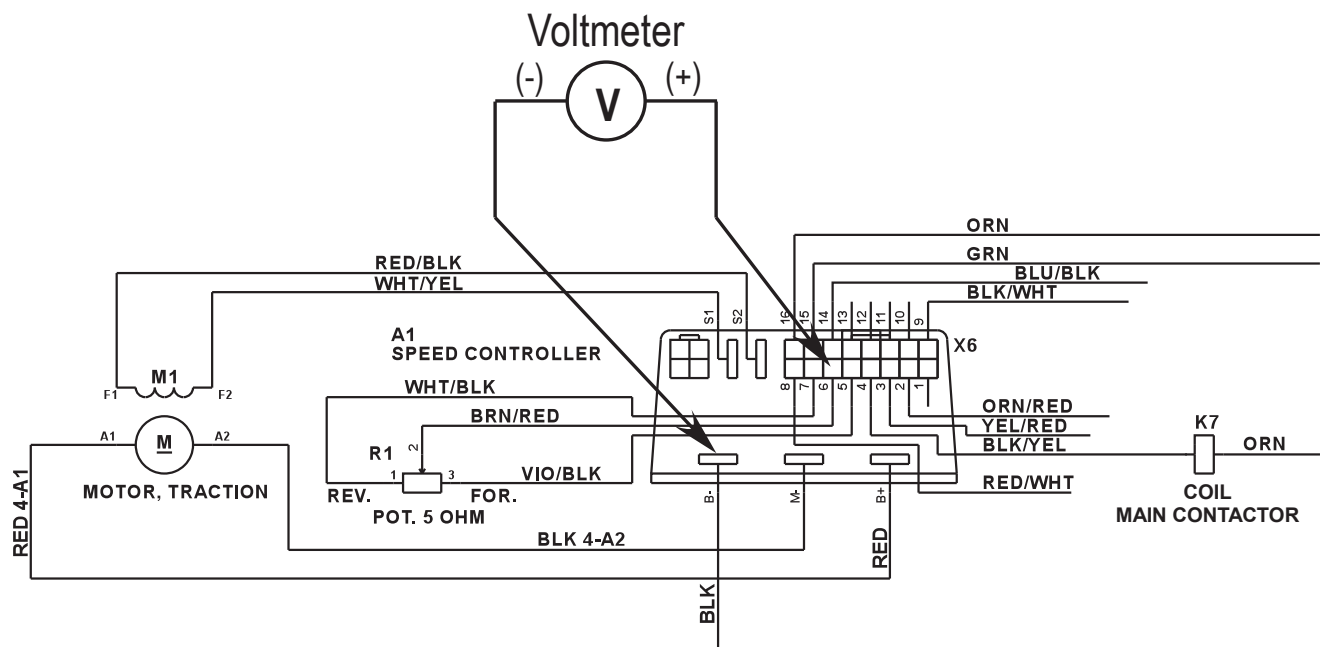 Voltmeter
(-)
(+)
V
ORN
GRN
BLU/BLK
BLK/WHT
RED/BLK
WHT/YEL
S1
S2
16
15
14
13
12
11
10
9
A1
SPEED CONTROLLER
X6
M1
F1
F2
WHT/BLK
8
7
6
5
4
3
2
1
BRN/RED
ORN/RED
YEL/RED
BLK/YEL
K7
ORN
A1
M
A2
R1
2
1
3
VIO/BLK
RED/WHT
MOTOR, TRACTION
REV.
FOR.
POT. 5 OHM
B-
M-
B+
COIL
MAIN CONTACTOR
RED 4-A1
BLK 4-A2
RED
BLK